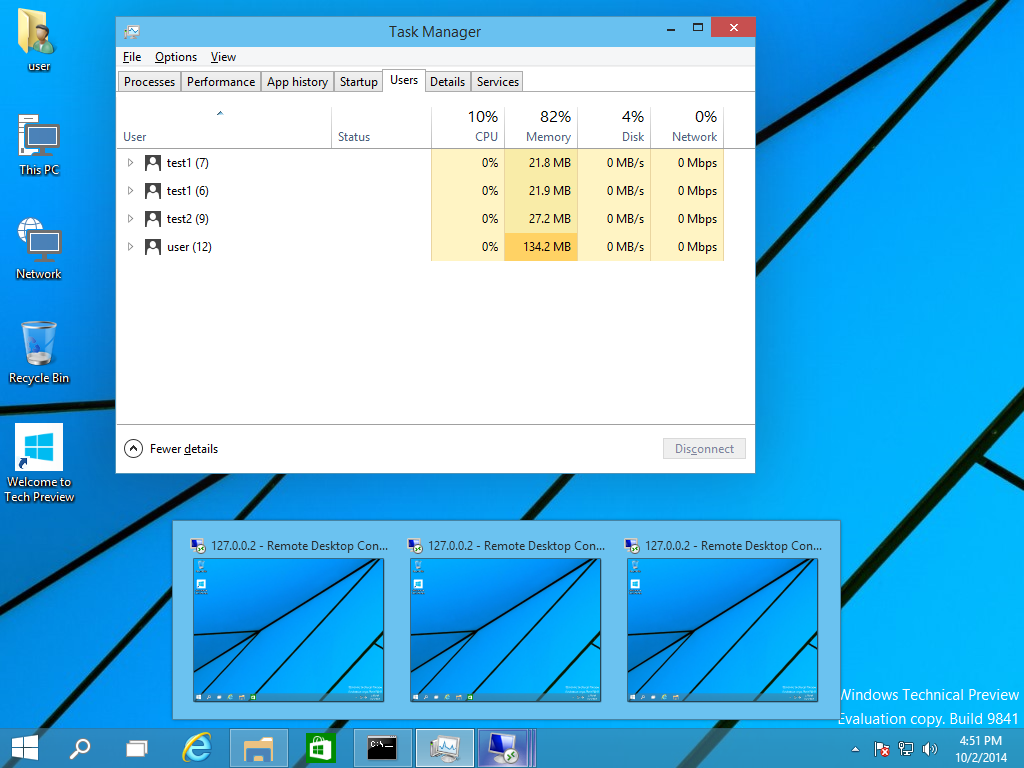 user
This PC
Network
Recycle Bin
Welcome to
Tech Preview
Task Manager
File Options View
Processes Performance App history Startup Users Details Services
10% 82% 4% 0%
User Status CPU Memory Disk Network
test1 (7) 0% 21.8 MB 0 MB/s 0 Mbps
test1 (6) 0% 21.9 MB 0 MB/s 0 Mbps
test2 (9) 0% 27.2 MB 0 MB/s 0 Mbps
user (12) 0% 134.2 MB 0 MB/s 0 Mbps
Fewer details Disconnect
127.0.0.2 - Remote Desktop Con... 127.0.0.2 - Remote Desktop Con... 127.0.0.2 - Remote Desktop Con...
Windows Technical Preview
Evaluation copy. Build 9841
C:\_
4:51 PM
10/2/2014